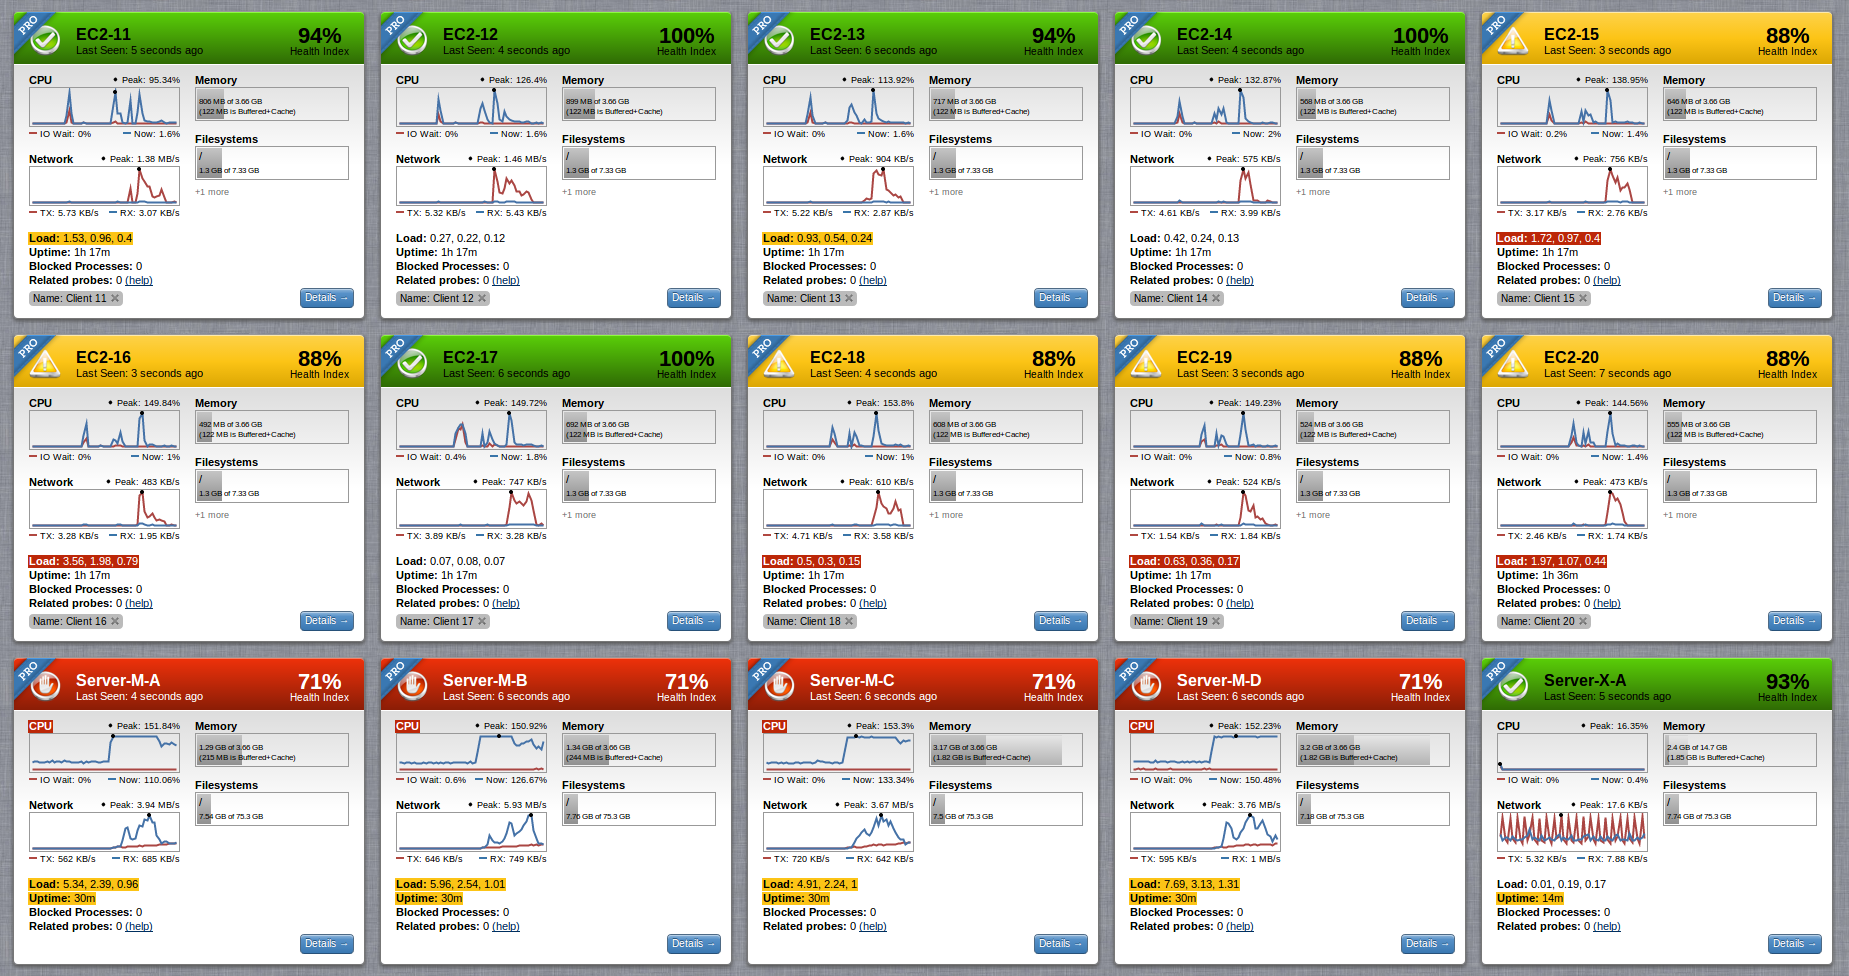 PRO
EC2-11
Last Seen: 5 seconds ago
94%
Health Index
CPU
Peak: 95.34%
IO Wait: 0%
Now: 1.6%
Memory
806 MB of 3.66 GB
(122 MB is Buffered+Cache)
Filesystems
/
1.3 GB of 7.33 GB
+1 more
Network
Peak: 1.38 MB/s
TX: 5.73 KB/s
RX: 3.07 KB/s
Load: 1.53, 0.96, 0.4
Uptime: 1h 17m
Blocked Processes: 0
Related probes: 0 (help)
Name: Client 11
Details →
PRO
EC2-12
Last Seen: 4 seconds ago
100%
Health Index
CPU
Peak: 126.4%
IO Wait: 0%
Now: 1.6%
Memory
899 MB of 3.66 GB
(122 MB is Buffered+Cache)
Filesystems
/
1.3 GB of 7.33 GB
+1 more
Network
Peak: 1.46 MB/s
TX: 5.32 KB/s
RX: 5.43 KB/s
Load: 0.27, 0.22, 0.12
Uptime: 1h 17m
Blocked Processes: 0
Related probes: 0 (help)
Name: Client 12
Details →
PRO
EC2-13
Last Seen: 6 seconds ago
94%
Health Index
CPU
Peak: 113.92%
IO Wait: 0%
Now: 1.6%
Memory
717 MB of 3.66 GB
(122 MB is Buffered+Cache)
Filesystems
/
1.3 GB of 7.33 GB
+1 more
Network
Peak: 904 KB/s
TX: 5.22 KB/s
RX: 2.87 KB/s
Load: 0.93, 0.54, 0.24
Uptime: 1h 17m
Blocked Processes: 0
Related probes: 0 (help)
Name: Client 13
Details →
PRO
EC2-14
Last Seen: 4 seconds ago
100%
Health Index
CPU
Peak: 132.87%
IO Wait: 0%
Now: 2%
Memory
568 MB of 3.66 GB
(122 MB is Buffered+Cache)
Filesystems
/
1.3 GB of 7.33 GB
+1 more
Network
Peak: 575 KB/s
TX: 4.61 KB/s
RX: 3.99 KB/s
Load: 0.42, 0.24, 0.13
Uptime: 1h 17m
Blocked Processes: 0
Related probes: 0 (help)
Name: Client 14
Details →
PRO
EC2-15
Last Seen: 3 seconds ago
88%
Health Index
CPU
Peak: 138.95%
IO Wait: 0.2%
Now: 1.4%
Memory
646 MB of 3.66 GB
(122 MB is Buffered+Cache)
Filesystems
/
1.3 GB of 7.33 GB
+1 more
Network
Peak: 756 KB/s
TX: 3.17 KB/s
RX: 2.76 KB/s
Load: 1.72, 0.97, 0.4
Uptime: 1h 17m
Blocked Processes: 0
Related probes: 0 (help)
Name: Client 15
Details →
PRO
EC2-16
Last Seen: 3 seconds ago
88%
Health Index
CPU
Peak: 149.84%
IO Wait: 0%
Now: 1%
Memory
492 MB of 3.66 GB
(122 MB is Buffered+Cache)
Filesystems
/
1.3 GB of 7.33 GB
+1 more
Network
Peak: 483 KB/s
TX: 3.28 KB/s
RX: 1.95 KB/s
Load: 3.56, 1.98, 0.79
Uptime: 1h 17m
Blocked Processes: 0
Related probes: 0 (help)
Name: Client 16
Details →
PRO
EC2-17
Last Seen: 6 seconds ago
100%
Health Index
CPU
Peak: 149.72%
IO Wait: 0.4%
Now: 1.8%
Memory
692 MB of 3.66 GB
(122 MB is Buffered+Cache)
Filesystems
/
1.3 GB of 7.33 GB
+1 more
Network
Peak: 747 KB/s
TX: 3.89 KB/s
RX: 3.28 KB/s
Load: 0.07, 0.08, 0.07
Uptime: 1h 17m
Blocked Processes: 0
Related probes: 0 (help)
Name: Client 17
Details →
PRO
EC2-18
Last Seen: 4 seconds ago
88%
Health Index
CPU
Peak: 153.8%
IO Wait: 0%
Now: 1%
Memory
608 MB of 3.66 GB
(122 MB is Buffered+Cache)
Filesystems
/
1.3 GB of 7.33 GB
+1 more
Network
Peak: 610 KB/s
TX: 4.71 KB/s
RX: 3.58 KB/s
Load: 0.5, 0.3, 0.15
Uptime: 1h 17m
Blocked Processes: 0
Related probes: 0 (help)
Name: Client 18
Details →
PRO
EC2-19
Last Seen: 3 seconds ago
88%
Health Index
CPU
Peak: 149.23%
IO Wait: 0%
Now: 0.8%
Memory
524 MB of 3.66 GB
(122 MB is Buffered+Cache)
Filesystems
/
1.3 GB of 7.33 GB
+1 more
Network
Peak: 524 KB/s
TX: 1.54 KB/s
RX: 1.84 KB/s
Load: 0.63, 0.36, 0.17
Uptime: 1h 17m
Blocked Processes: 0
Related probes: 0 (help)
Name: Client 19
Details →
PRO
EC2-20
Last Seen: 7 seconds ago
88%
Health Index
CPU
Peak: 144.56%
IO Wait: 0%
Now: 1.4%
Memory
555 MB of 3.66 GB
(122 MB is Buffered+Cache)
Filesystems
/
1.3 GB of 7.33 GB
+1 more
Network
Peak: 473 KB/s
TX: 2.46 KB/s
RX: 1.74 KB/s
Load: 1.97, 1.07, 0.44
Uptime: 1h 36m
Blocked Processes: 0
Related probes: 0 (help)
Name: Client 20
Details →
PRO
Server-M-A
Last Seen: 4 seconds ago
71%
Health Index
CPU
Peak: 151.84%
IO Wait: 0%
Now: 110.06%
Memory
1.29 GB of 3.66 GB
(215 MB is Buffered+Cache)
Filesystems
/
7.54 GB of 75.3 GB
Network
Peak: 3.94 MB/s
TX: 562 KB/s
RX: 685 KB/s
Load: 5.34, 2.39, 0.96
Uptime: 30m
Blocked Processes: 0
Related probes: 0 (help)
Details →
PRO
Server-M-B
Last Seen: 6 seconds ago
71%
Health Index
CPU
Peak: 150.92%
IO Wait: 0.6%
Now: 126.67%
Memory
1.34 GB of 3.66 GB
(244 MB is Buffered+Cache)
Filesystems
/
7.76 GB of 75.3 GB
Network
Peak: 5.93 MB/s
TX: 646 KB/s
RX: 749 KB/s
Load: 5.96, 2.54, 1.01
Uptime: 30m
Blocked Processes: 0
Related probes: 0 (help)
Details →
PRO
Server-M-C
Last Seen: 6 seconds ago
71%
Health Index
CPU
Peak: 153.3%
IO Wait: 0%
Now: 133.34%
Memory
3.17 GB of 3.66 GB
(1.82 GB is Buffered+Cache)
Filesystems
/
7.5 GB of 75.3 GB
Network
Peak: 3.67 MB/s
TX: 720 KB/s
RX: 642 KB/s
Load: 4.91, 2.24, 1
Uptime: 30m
Blocked Processes: 0
Related probes: 0 (help)
Details →
PRO
Server-M-D
Last Seen: 6 seconds ago
71%
Health Index
CPU
Peak: 152.23%
IO Wait: 0%
Now: 150.48%
Memory
3.2 GB of 3.66 GB
(1.82 GB is Buffered+Cache)
Filesystems
/
7.18 GB of 75.3 GB
Network
Peak: 3.76 MB/s
TX: 595 KB/s
RX: 1 MB/s
Load: 7.69, 3.13, 1.31
Uptime: 30m
Blocked Processes: 0
Related probes: 0 (help)
Details →
PRO
Server-X-A
Last Seen: 5 seconds ago
93%
Health Index
CPU
Peak: 16.35%
IO Wait: 0%
Now: 0.4%
Memory
2.4 GB of 14.7 GB
(1.85 GB is Buffered+Cache)
Filesystems
/
7.74 GB of 75.3 GB
Network
Peak: 17.6 KB/s
TX: 5.32 KB/s
RX: 7.88 KB/s
Load: 0.01, 0.19, 0.17
Uptime: 14m
Blocked Processes: 0
Related probes: 0 (help)
Details →